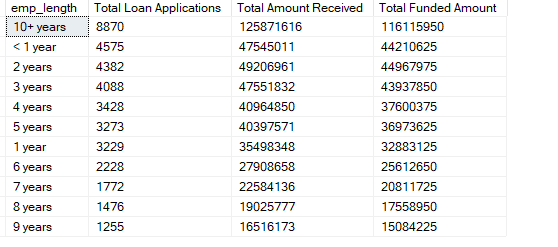 emp_length Total Loan Applications Total Amount Received Total Funded Amount
10+ years 8870 125871616 116115950
< 1 year 4575 47545011 44210625
2 years 4382 49206961 44967975
3 years 4088 47551832 43937850
4 years 3428 40964850 37600375
5 years 3273 40397571 36973625
1 year 3229 35498348 32883125
6 years 2228 27908658 25612650
7 years 1772 22584136 20811725
8 years 1476 19025777 17558950
9 years 1255 16516173 15084225